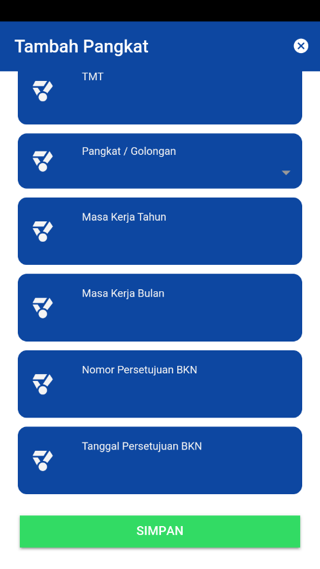 Tambah Pangkat
TMT
Pangkat / Golongan
Masa Kerja Tahun
Masa Kerja Bulan
Nomor Persetujuan BKN
Tanggal Persetujuan BKN
SIMPAN